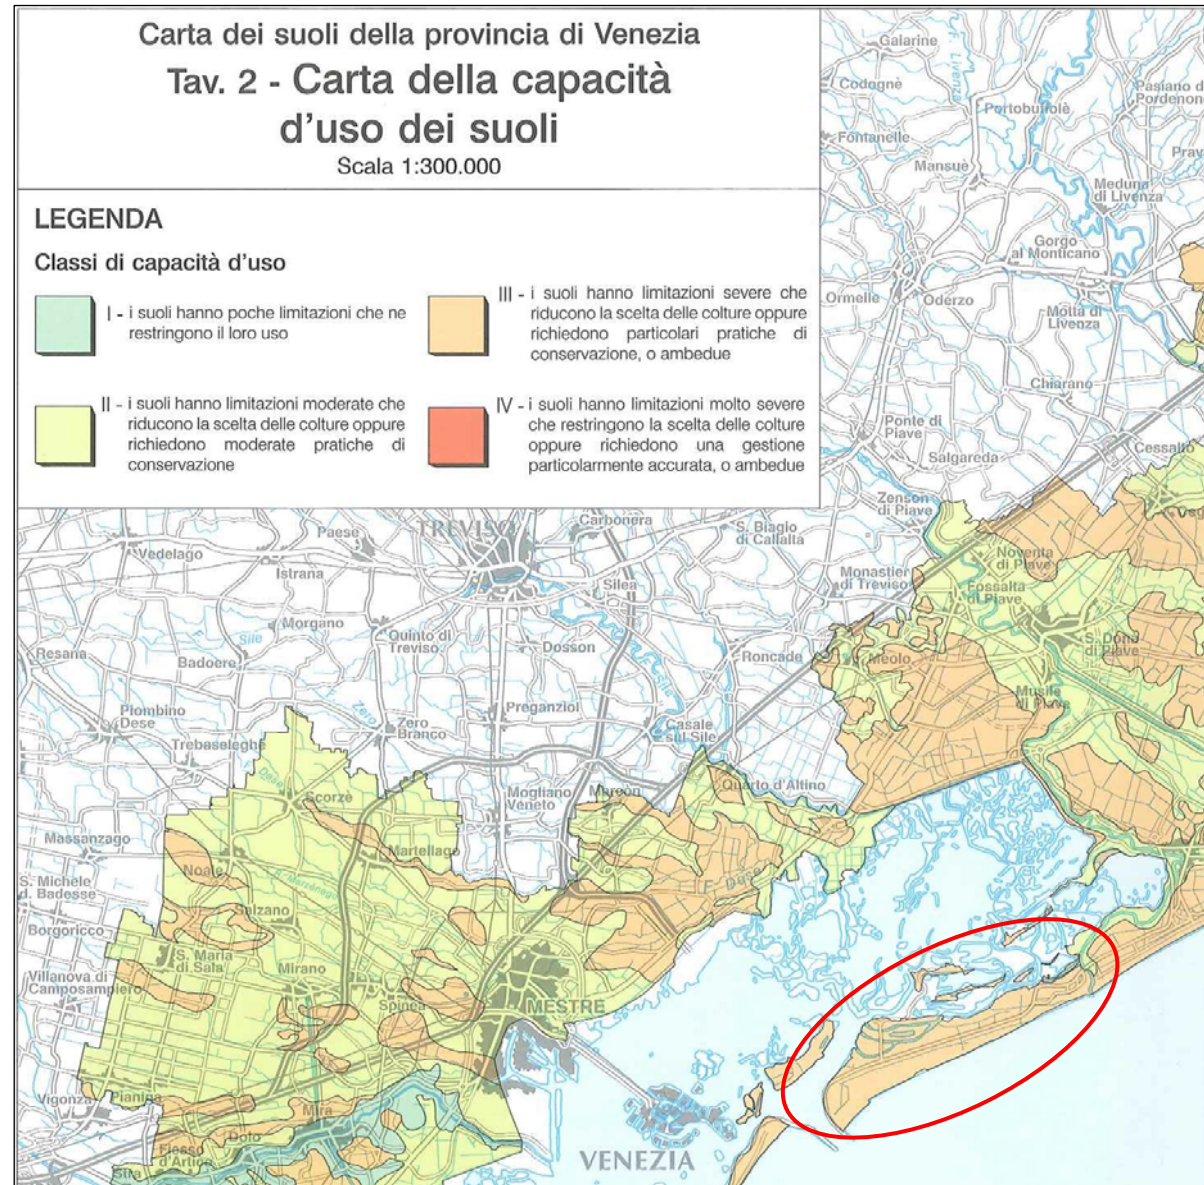 Carta dei suoli della provincia di Venezia
Tav. 2 - Carta della capacità
d'uso dei suoli
Scala 1:300.000
LEGENDA
Classi di capacità d'uso
I - i suoli hanno poche limitazioni che ne
restringono il loro uso
II - i suoli hanno limitazioni moderate che
riducono la scelta delle colture oppure
richiedono moderate pratiche di
conservazione
III - i suoli hanno limitazioni severe che
riducono la scelta delle colture oppure
richiedono particolari pratiche di
conservazione, o ambedue
IV - i suoli hanno limitazioni molto severe
che restringono la scelta delle colture
oppure richiedono una gestione
particolarmente accurata, o ambedue
Galarine
F. Livenza
Codognè
Portobuffolè
Pasiano d
Pordenon
Fontanelle
Mansuè
Prav
Meduna
di Livenza
Gorgo
al Monticano
Ormelle
Oderzo
Motta di
Livenza
Chiarano
Ponte di
Piave
Cessalto
Salgareda
Zenson
di Piave
TREVISO
Carbonera
S. Biagio
di Callalta
Paese
Vedelago
Istrana
Silea
Monastier
di Treviso
Noventa
di Piave
Fossalta
di Piave
S. Donà
di Piave
Morgano
F. Sile
Quinto di
Treviso
Dosson
Roncade
Meolo
Resana
Badoere
Musile
di Piave
Piombino
Dese
F. Zero
Zero
Branco
Preganziol
Casale
sul Sile
Trebaseleghe
F. Dese
Scorzè
Mogliano
Veneto
Marcon
Quarto d'Altino
Massanzago
Martellago
Noale
F. Dese
S. Michele
d. Badesse
Salzano
Borgoricco
S. Maria
di Sala
Mirano
Villanova di
Camposampiero
Spinea
MESTRE
Vigonza
Pianiga
Mira
Dolo
Fiesso
d'Artico
Stra
VENEZIA